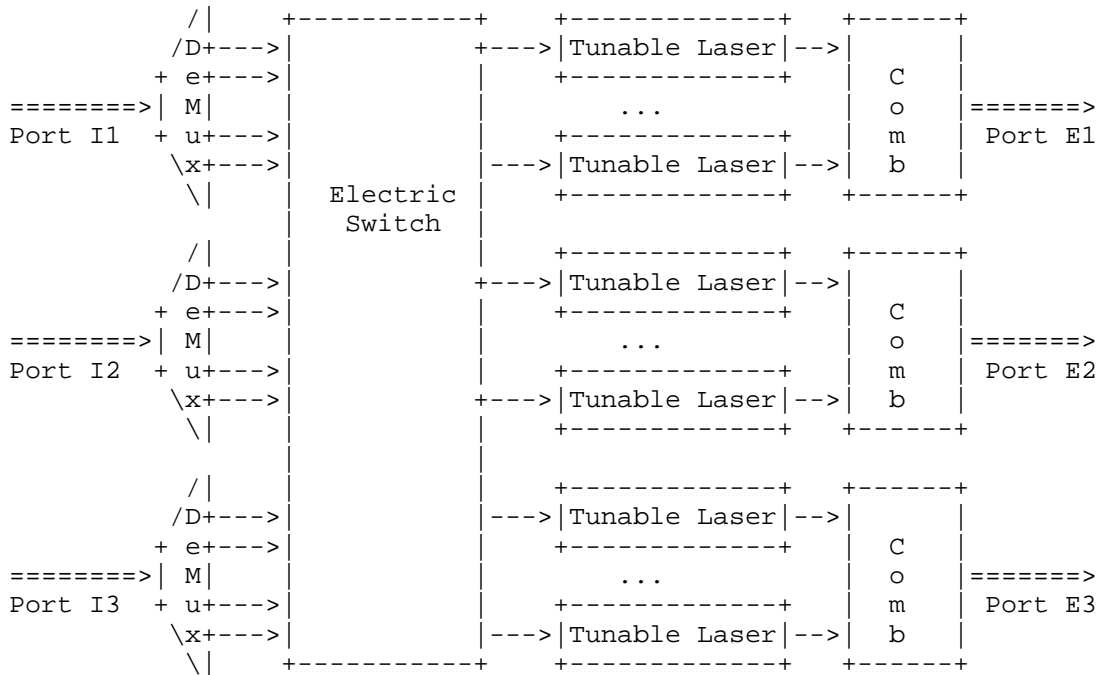 /|          +-----------+     +-------------+   +------+
/D+--->|           +--->|Tunable Laser|-->|      |
+ e+--->|           |    +-------------+   |  C   |
========>| M|     |           |          ...         |  o   |=======>
Port I1  + u+--->|           |    +-------------+   |  m   |  Port E1
\x+--->|           |--->|Tunable Laser|-->|  b   |
\|     |  Electric |    +-------------+   +------+
|   Switch  |
/|     |           |    +-------------+   +------+
/D+--->|           +--->|Tunable Laser|-->|      |
+ e+--->|           |    +-------------+   |  C   |
========>| M|     |           |          ...         |  o   |=======>
Port I2  + u+--->|           |    +-------------+   |  m   |  Port E2
\x+--->|           +--->|Tunable Laser|-->|  b   |
\|     |           |    +-------------+   +------+
|           |
/|     |           |    +-------------+   +------+
/D+--->|           |--->|Tunable Laser|-->|      |
+ e+--->|           |    +-------------+   |  C   |
========>| M|     |           |          ...         |  o   |=======>
Port I3  + u+--->|           |    +-------------+   |  m   |  Port E3
\x+--->|           |--->|Tunable Laser|-->|  b   |
\|     +-----------+    +-------------+   +------+